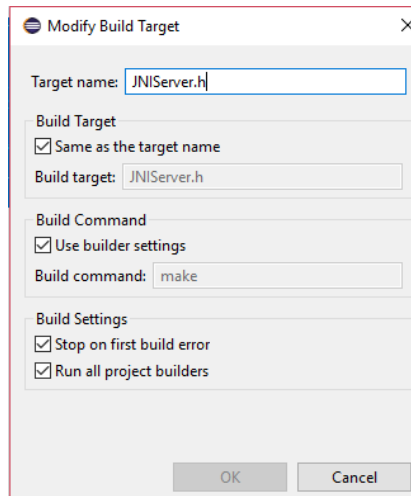 Modify Build Target
Target name: JNIServer.h
Build Target
Same as the target name
Build target: JNIServer.h
Build Command
Use builder settings
Build command: make
Build Settings
Stop on first build error
Run all project builders
OK Cancel